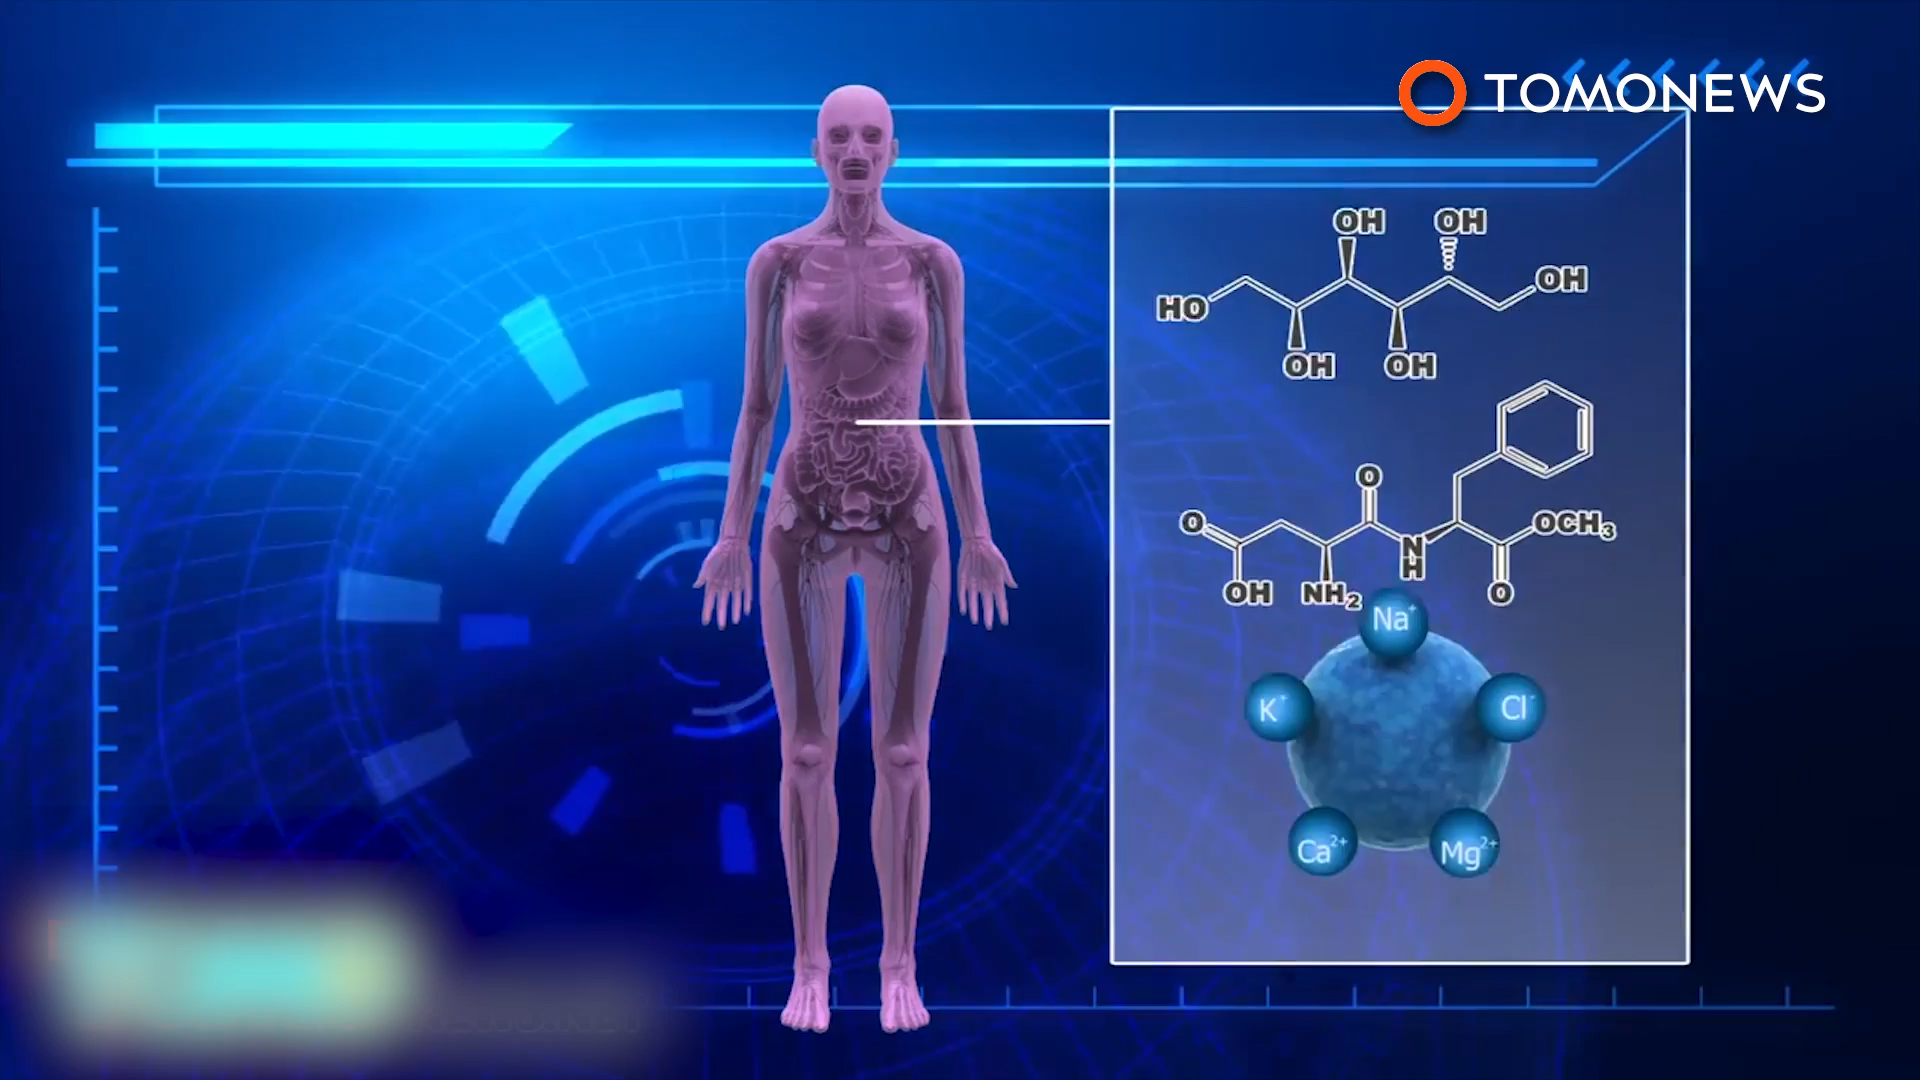 TOMONEWS
OH OH
HO OH
OH OH
O
O N OCH₃
H
OH NH₂ O
Na⁺
K⁺ Cl⁻
Ca²⁺ Mg²⁺